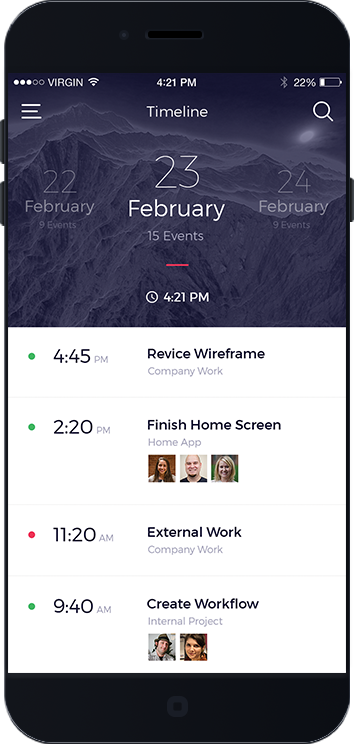 VIRGIN 4:21 PM 22%
Timeline
22 23 24
February February February
9 Events 15 Events 9 Events
4:21 PM
4:45 PM Revice Wireframe
Company Work
2:20 PM Finish Home Screen
Home App
11:20 AM External Work
Company Work
9:40 AM Create Workflow
Internal Project